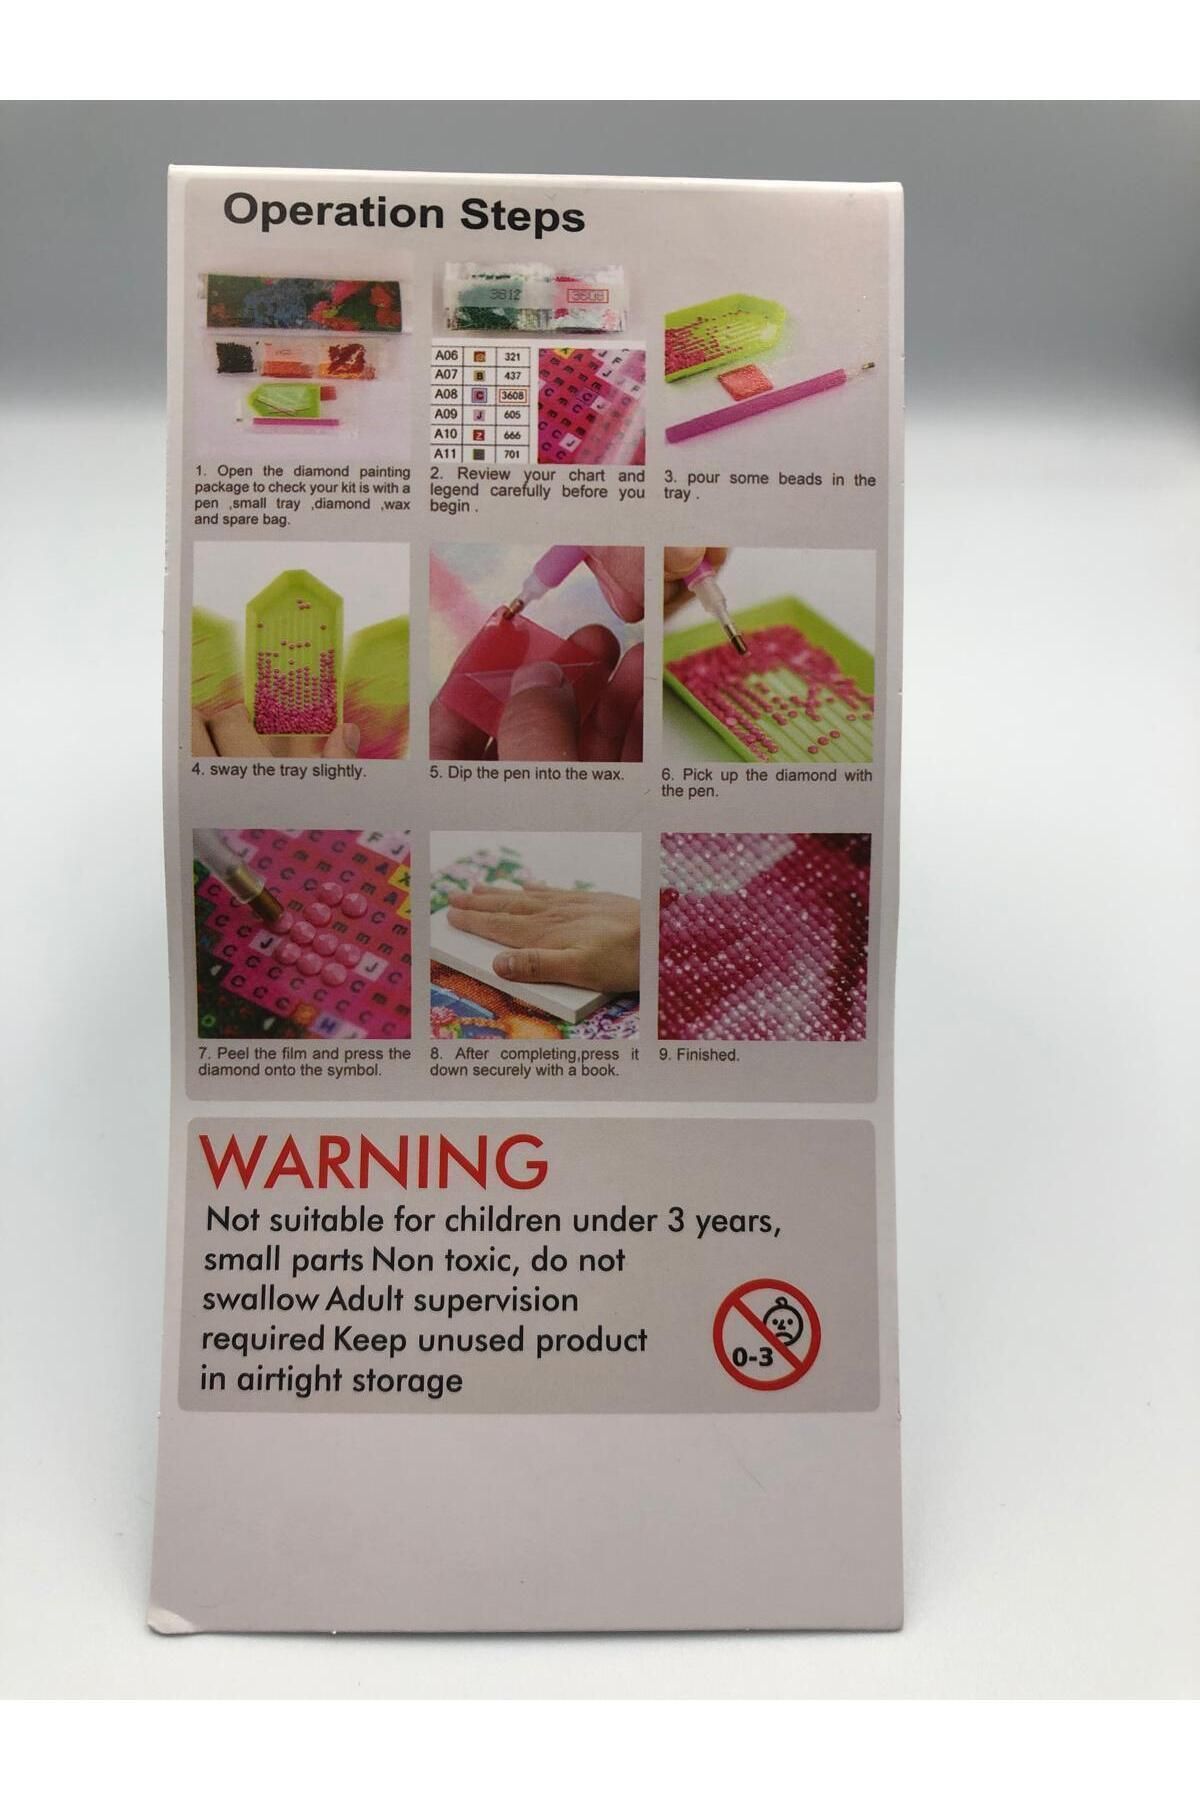 Operation Steps
3812
3608
A06 321
A07 B 437
A08 C 3608
A09 J 605
A10 Z 666
A11 701
1. Open the diamond painting
package to check your kit is with a
pen ,small tray ,diamond ,wax
and spare bag.
2. Review your chart and
legend carefully before you
begin .
3. pour some beads in the
tray .
4. sway the tray slightly.
5. Dip the pen into the wax.
6. Pick up the diamond with
the pen.
7. Peel the film and press the
diamond onto the symbol.
8. After completing,press it
down securely with a book.
9. Finished.
WARNING
Not suitable for children under 3 years,
small parts Non toxic, do not
swallow Adult supervision
required Keep unused product
in airtight storage
0-3